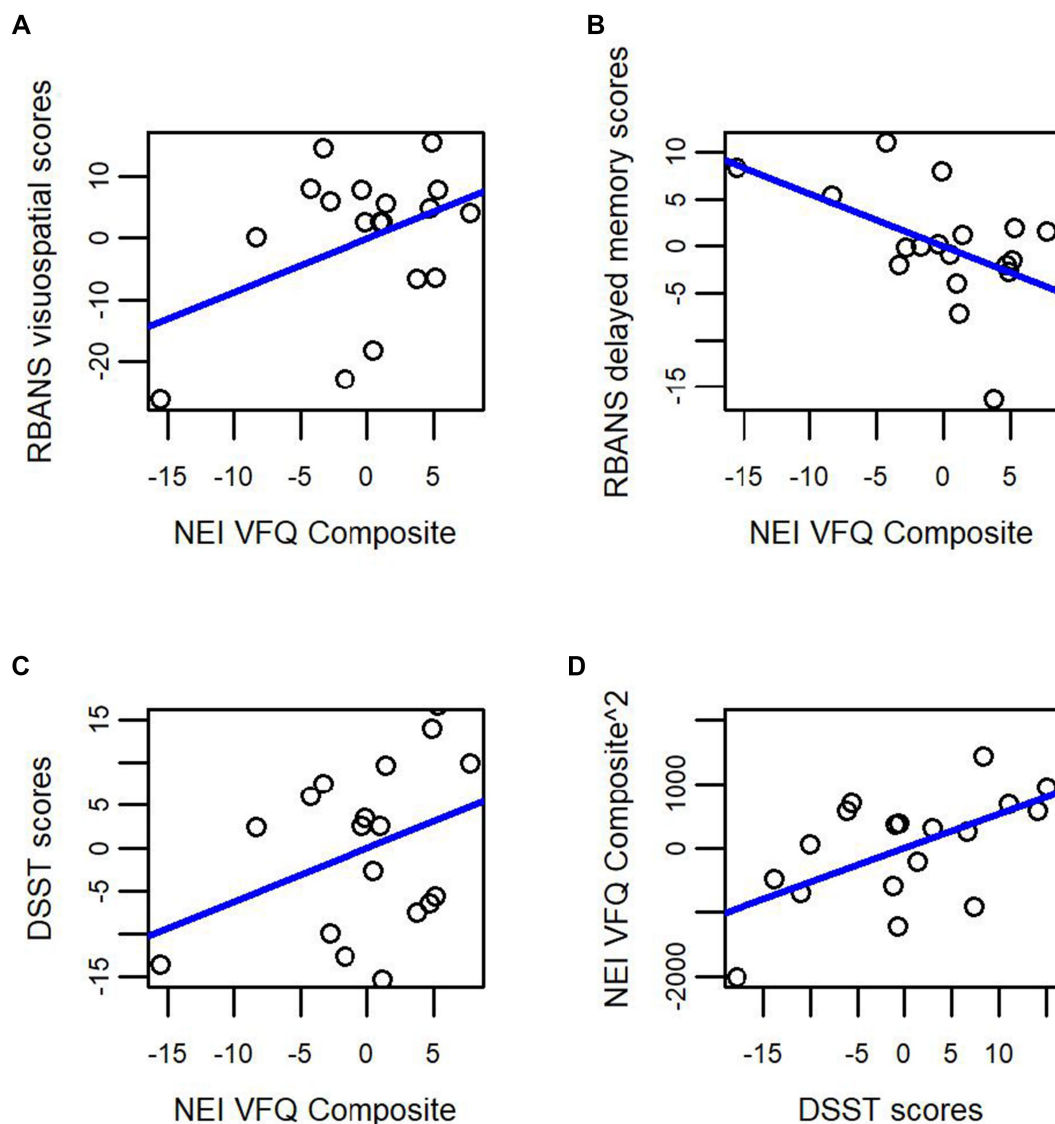 A
RBANS visuospatial scores
10
0
-10
-20
-15 -10 -5 0 5
NEI VFQ Composite
B
RBANS delayed memory scores
10
5
0
-5
-15
-15 -10 -5 0 5
NEI VFQ Composite
C
DSST scores
15
5
0
-5
-15
-15 -10 -5 0 5
NEI VFQ Composite
D
NEI VFQ Composite^2
1000
0
-2000
-15 -5 0 5 10
DSST scores